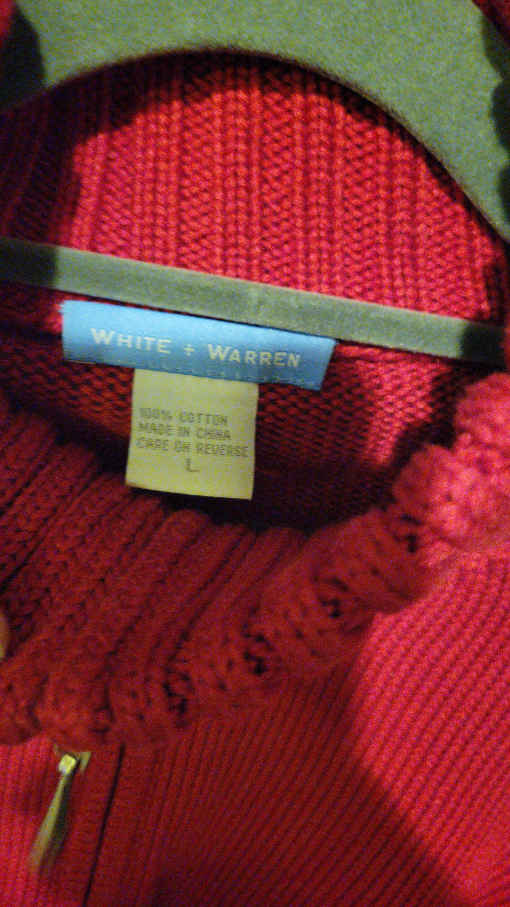 WHITE + WARREN
100% COTTON
MADE IN CHINA
CARE ON REVERSE
L